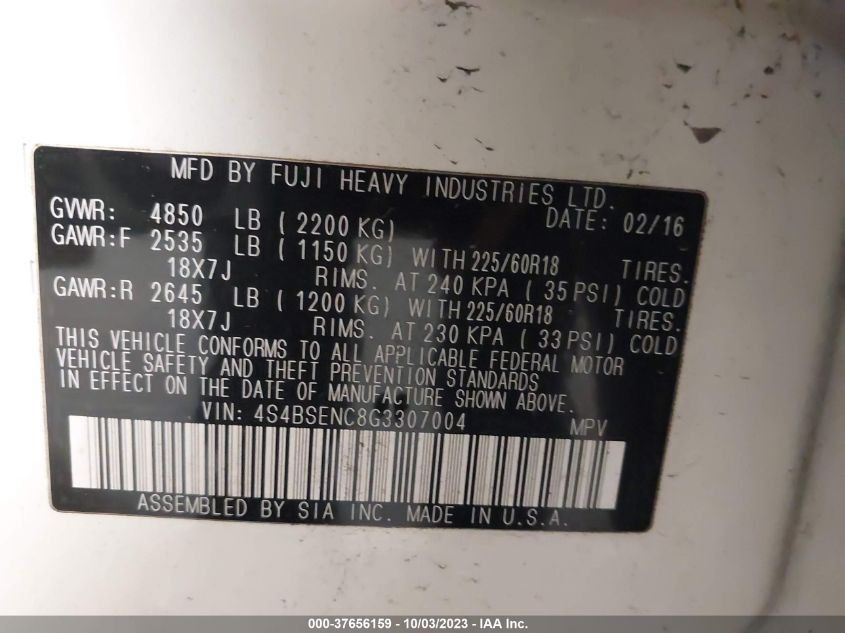 MFD BY FUJI HEAVY INDUSTRIES LTD.
GVWR: 4850 LB ( 2200 KG) DATE: 02/16
GAWR:F 2535 LB ( 1150 KG) WITH 225/60R18 TIRES.
18X7J RIMS. AT 240 KPA ( 35 PSI) COLD
GAWR:R 2645 LB ( 1200 KG) WITH 225/60R18 TIRES.
18X7J RIMS. AT 230 KPA ( 33 PSI) COLD
THIS VEHICLE CONFORMS TO ALL APPLICABLE FEDERAL MOTOR
VEHICLE SAFETY AND THEFT PREVENTION STANDARDS
IN EFFECT ON THE DATE OF MANUFACTURE SHOWN ABOVE.
VIN: 4S4BSENC8G3307004 MPV
ASSEMBLED BY SIA INC. MADE IN U.S.A.
000-37656159 - 10/03/2023 - © IAA, Inc.